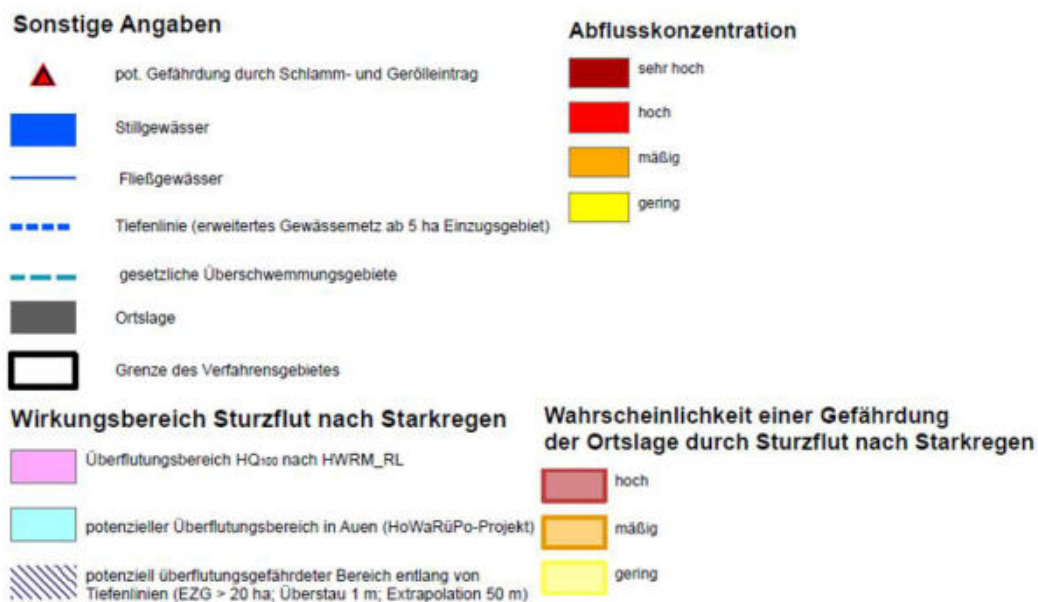 Sonstige Angaben
pot. Gefährdung durch Schlamm- und Gerölleintrag
Stillgewässer
Fließgewässer
Tiefenlinie (erweitertes Gewässernetz ab 5 ha Einzugsgebiet)
gesetzliche Überschwemmungsgebiete
Ortslage
Grenze des Verfahrensgebietes
Abflusskonzentration
sehr hoch
hoch
mäßig
gering
Wirkungsbereich Sturzflut nach Starkregen
Überflutungsbereich HQ₁₀₀ nach HWRM_RL
potenzieller Überflutungsbereich in Auen (HoWaRüPo-Projekt)
potenziell überflutungsgefährdeter Bereich entlang von
Tiefenlinien (EZG > 20 ha; Überstau 1 m; Extrapolation 50 m)
Wahrscheinlichkeit einer Gefährdung
der Ortslage durch Sturzflut nach Starkregen
hoch
mäßig
gering